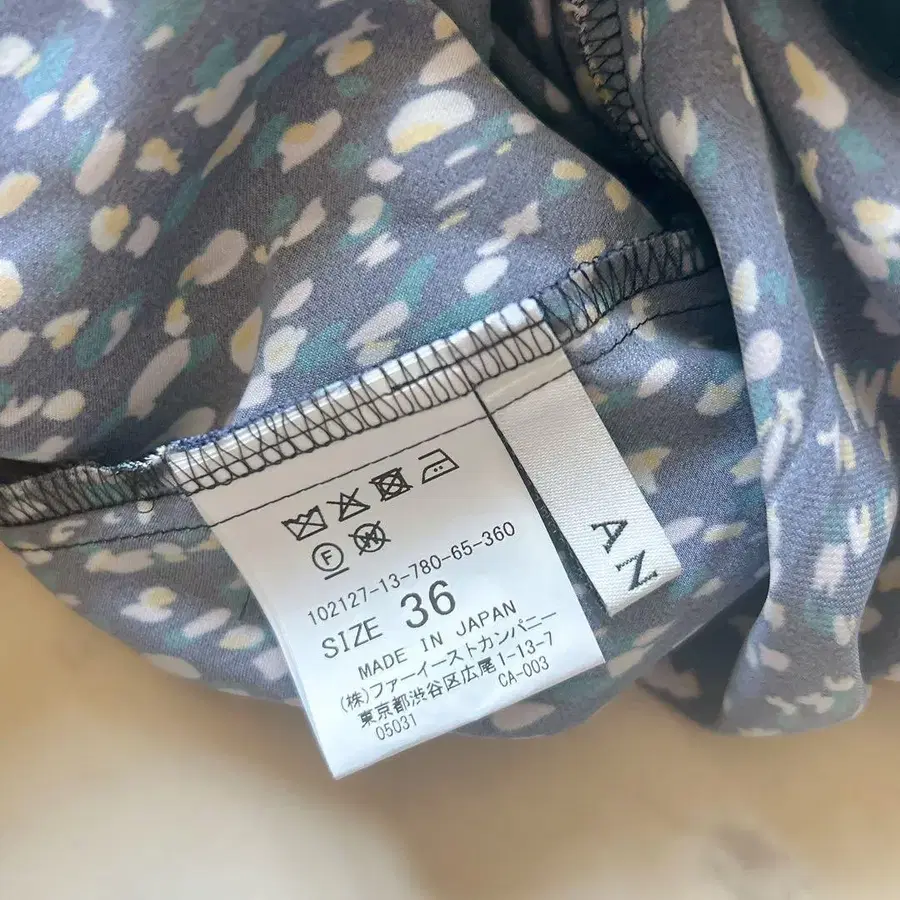 F
W
102127-13-780-65-360
SIZE 36
MADE IN JAPAN
(株)ファーイーストカンパニー
東京都渋谷区広尾1-13-7
05031 CA-003
AN